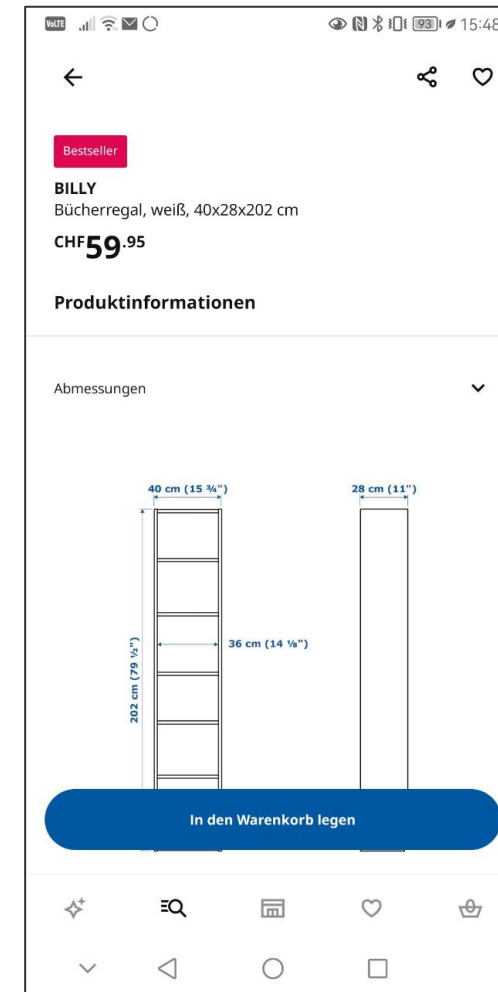 VoLTE
93
15:48
Bestseller
BILLY
Bücherregal, weiß, 40x28x202 cm
CHF59.95
Produktinformationen
Abmessungen
40 cm (15 ¾")
28 cm (11")
36 cm (14 ⅛")
202 cm (79 ½")
In den Warenkorb legen